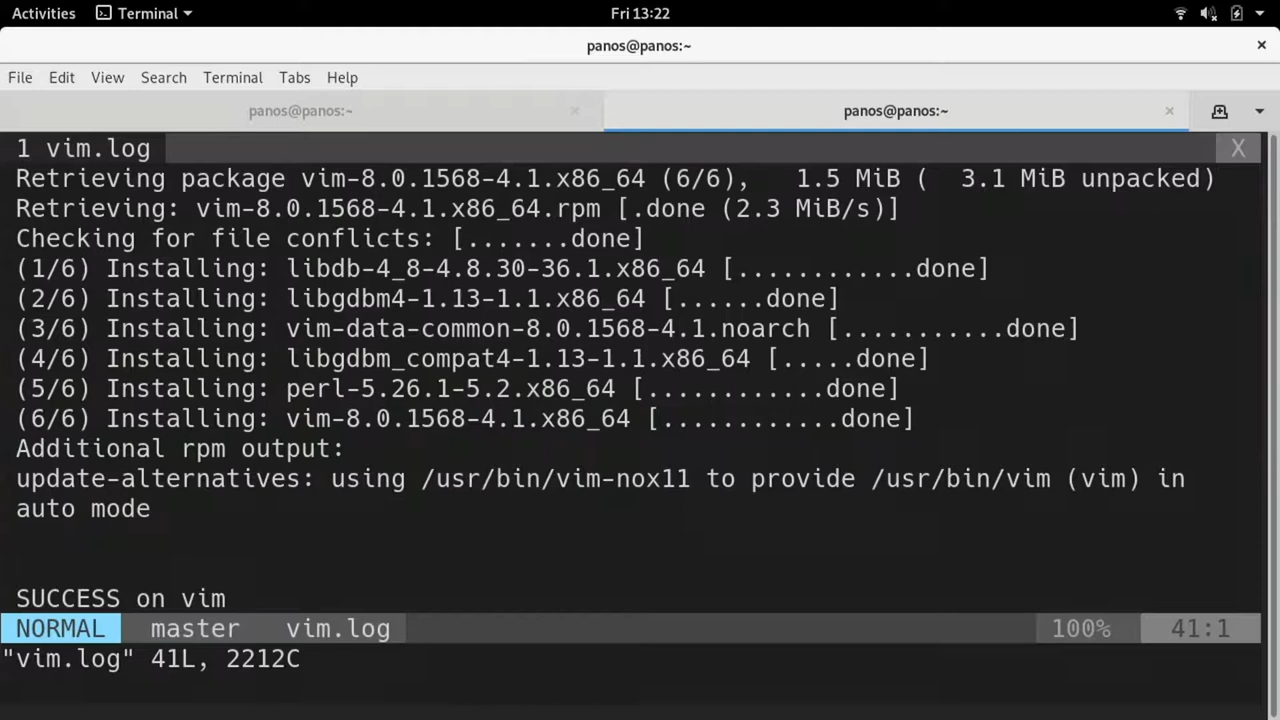 Activities Terminal Fri 13:22
panos@panos:~ ×
File Edit View Search Terminal Tabs Help
panos@panos:~ × panos@panos:~ ×
1 vim.log X
Retrieving package vim-8.0.1568-4.1.x86_64 (6/6),   1.5 MiB (  3.1 MiB unpacked)
Retrieving: vim-8.0.1568-4.1.x86_64.rpm [.done (2.3 MiB/s)]
Checking for file conflicts: [.......done]
(1/6) Installing: libdb-4_8-4.8.30-36.1.x86_64 [............done]
(2/6) Installing: libgdbm4-1.13-1.1.x86_64 [......done]
(3/6) Installing: vim-data-common-8.0.1568-4.1.noarch [...........done]
(4/6) Installing: libgdbm_compat4-1.13-1.1.x86_64 [.....done]
(5/6) Installing: perl-5.26.1-5.2.x86_64 [............done]
(6/6) Installing: vim-8.0.1568-4.1.x86_64 [............done]
Additional rpm output:
update-alternatives: using /usr/bin/vim-nox11 to provide /usr/bin/vim (vim) in
auto mode
SUCCESS on vim
NORMAL master vim.log 100% 41:1
"vim.log" 41L, 2212C